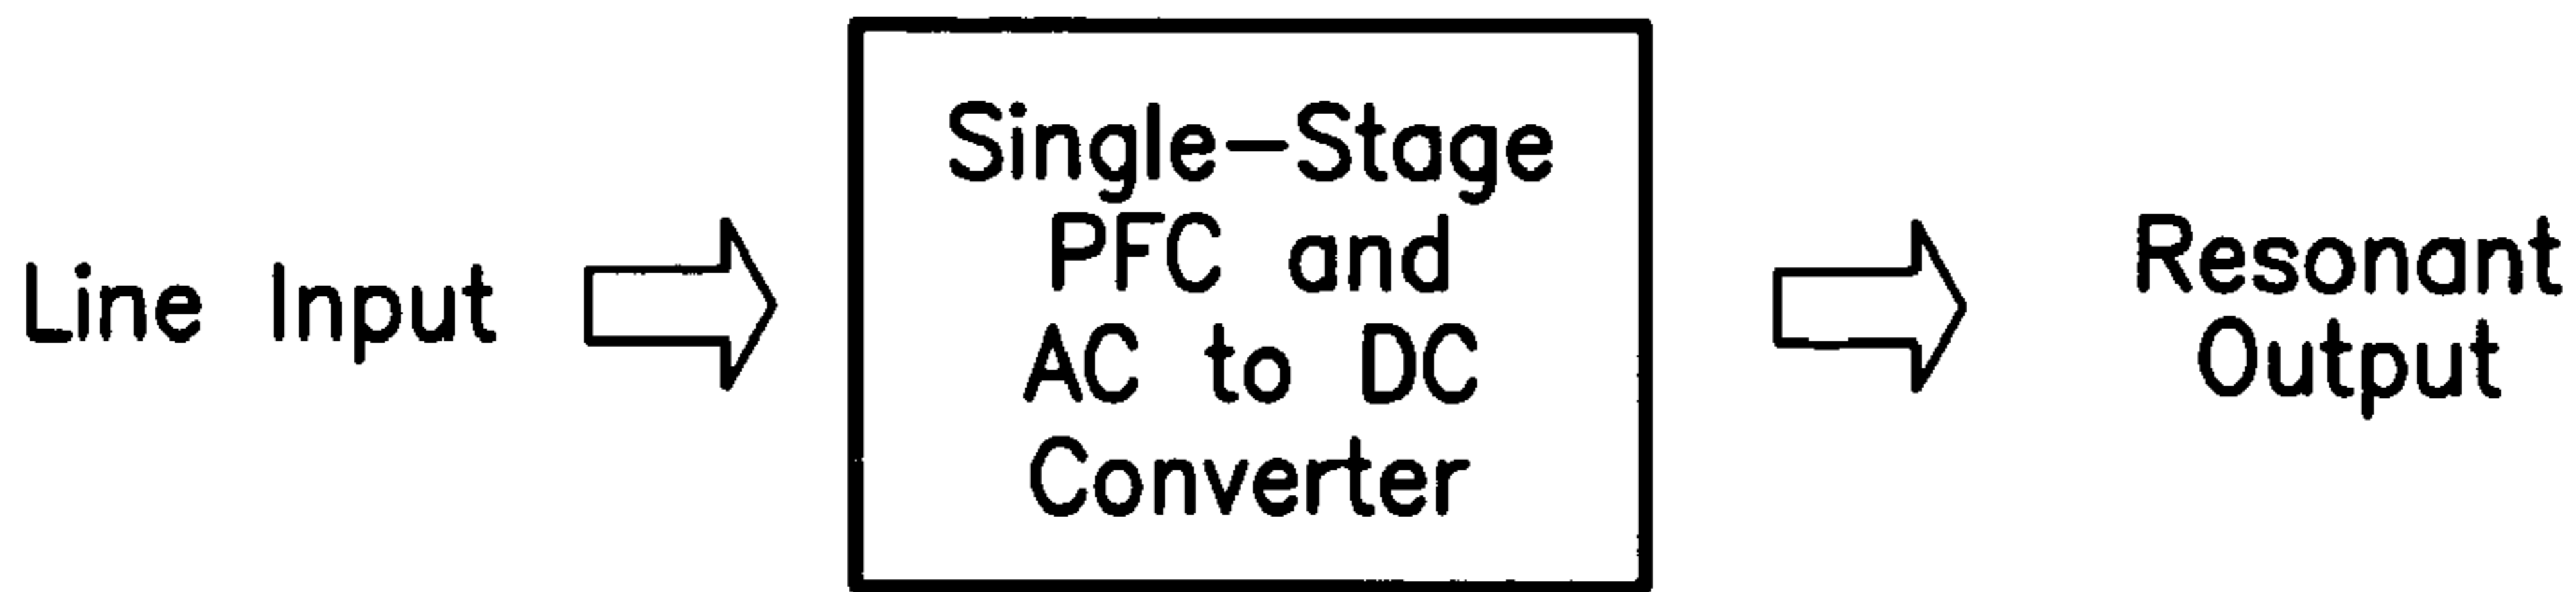 Line Input
Single-Stage
PFC and
AC to DC
Converter
Resonant
Output